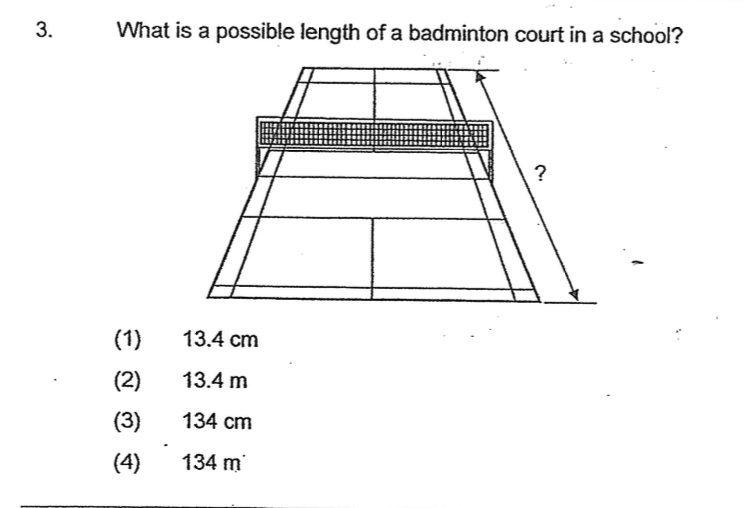 3. What is a possible length of a badminton court in a school?
?
(1) 13.4 cm
(2) 13.4 m
(3) 134 cm
(4) 134 m